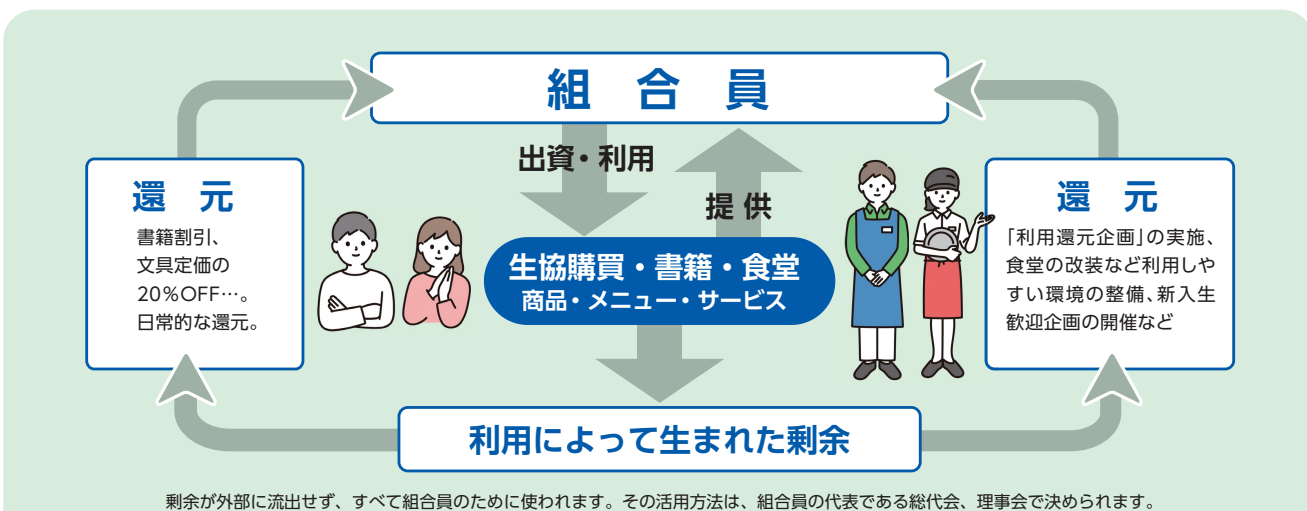 組合員
出資・利用
提供
還元
書籍割引、
文具定価の
20%OFF…。
日常的な還元。
生協購買・書籍・食堂
商品・メニュー・サービス
還元
「利用還元企画」の実施、
食堂の改装など利用しや
すい環境の整備、新入生
歓迎企画の開催など
利用によって生まれた剰余
剰余が外部に流出せず、すべて組合員のために使われます。その活用方法は、組合員の代表である総代会、理事会で決められます。